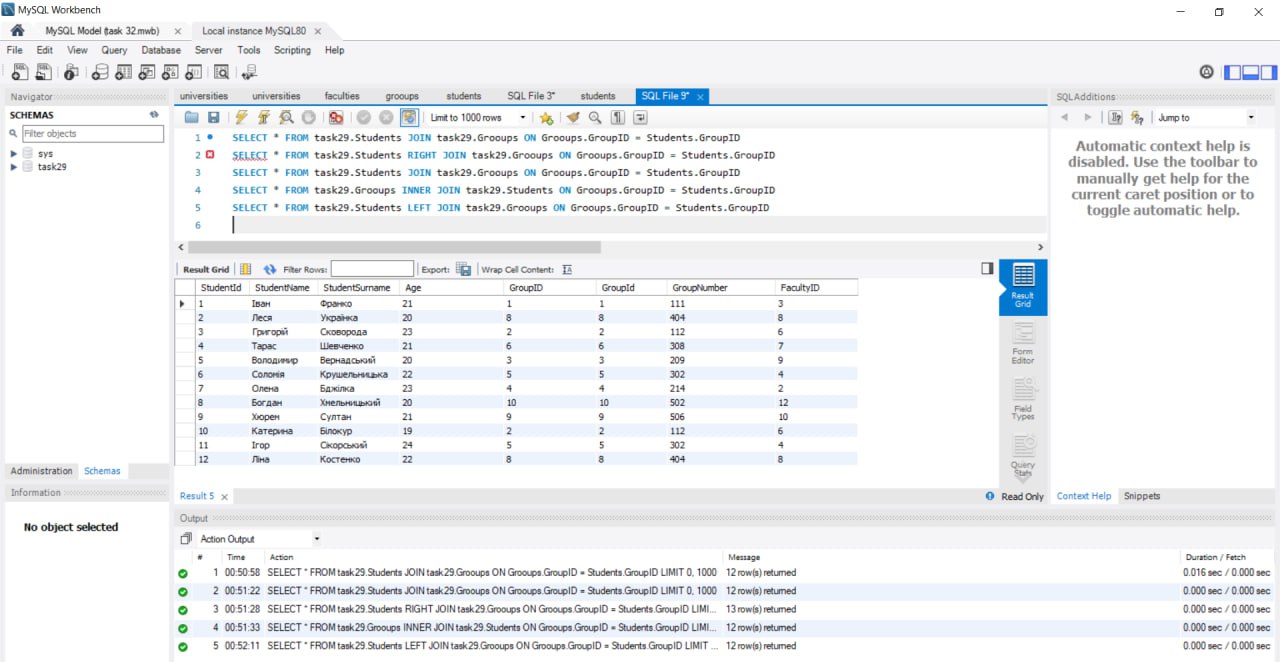 MySQL Workbench
MySQL Model (task 32.mwb) × Local instance MySQL80 ×
File Edit View Query Database Server Tools Scripting Help
Navigator
SCHEMAS
Filter objects
sys
task29
Administration Schemas
Information
No object selected
universities universities faculties grooups students SQL File 3* students SQL File 9* ×
Limit to 1000 rows
1 SELECT * FROM task29.Students JOIN task29.Grooups ON Grooups.GroupID = Students.GroupID
2 SELECT * FROM task29.Students RIGHT JOIN task29.Grooups ON Grooups.GroupID = Students.GroupID
3 SELECT * FROM task29.Students JOIN task29.Grooups ON Grooups.GroupID = Students.GroupID
4 SELECT * FROM task29.Grooups INNER JOIN task29.Students ON Grooups.GroupID = Students.GroupID
5 SELECT * FROM task29.Students LEFT JOIN task29.Grooups ON Grooups.GroupID = Students.GroupID
6
Result Grid Filter Rows: Export: Wrap Cell Content: IA
StudentId StudentName StudentSurname Age GroupID GroupId GroupNumber FacultyID
1 Іван Франко 21 1 1 111 3
2 Леся Українка 20 8 8 404 8
3 Григорій Сковорода 23 2 2 112 6
4 Тарас Шевченко 21 6 6 308 7
5 Володимир Вернадський 20 3 3 209 9
6 Соломія Крушельницька 22 5 5 302 4
7 Олена Бджілка 23 4 4 214 2
8 Богдан Хмельницький 22 10 10 502 12
9 Хюрем Султан 21 9 9 506 10
10 Катерина Білокур 19 2 2 112 6
11 Ігор Сікорський 24 5 5 302 4
12 Ліна Костенко 22 8 8 404 8
Result Grid
Form Editor
Field Types
Query Stats
Result 5 × Read Only
SQLAdditions
Jump to
Automatic context help is
disabled. Use the toolbar to
manually get help for the
current caret position or to
toggle automatic help.
Context Help Snippets
Output
Action Output
# Time Action Message Duration / Fetch
1 00:50:58 SELECT * FROM task29.Students JOIN task29.Grooups ON Grooups.GroupID = Students.GroupID LIMIT 0, 1000 12 row(s) returned 0.016 sec / 0.000 sec
2 00:51:22 SELECT * FROM task29.Students JOIN task29.Grooups ON Grooups.GroupID = Students.GroupID LIMIT 0, 1000 12 row(s) returned 0.000 sec / 0.000 sec
3 00:51:28 SELECT * FROM task29.Students RIGHT JOIN task29.Grooups ON Grooups.GroupID = Students.GroupID LIMI... 13 row(s) returned 0.000 sec / 0.000 sec
4 00:51:33 SELECT * FROM task29.Grooups INNER JOIN task29.Students ON Grooups.GroupID = Students.GroupID LIMI... 12 row(s) returned 0.000 sec / 0.000 sec
5 00:52:11 SELECT * FROM task29.Students LEFT JOIN task29.Grooups ON Grooups.GroupID = Students.GroupID LIMIT ... 12 row(s) returned 0.000 sec / 0.000 sec